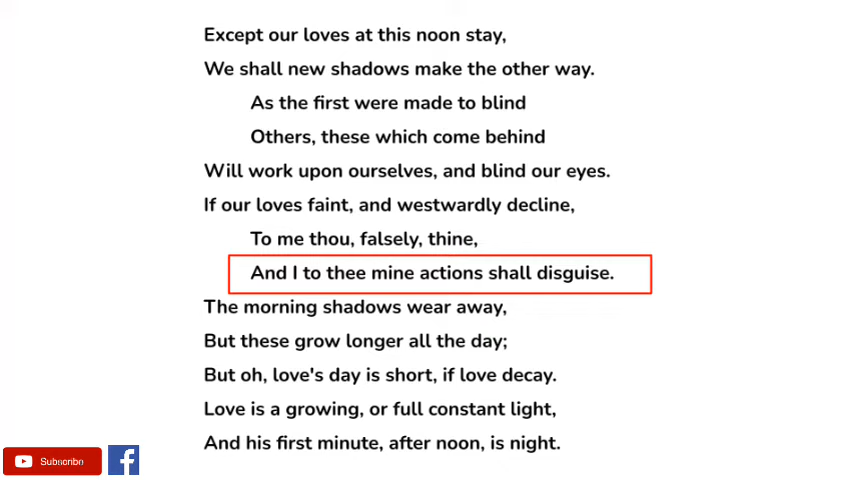 Except our loves at this noon stay,
We shall new shadows make the other way.
As the first were made to blind
Others, these which come behind
Will work upon ourselves, and blind our eyes.
If our loves faint, and westwardly decline,
To me thou, falsely, thine,
And I to thee mine actions shall disguise.
The morning shadows wear away,
But these grow longer all the day;
But oh, love's day is short, if love decay.
Love is a growing, or full constant light,
And his first minute, after noon, is night.
Subscribe